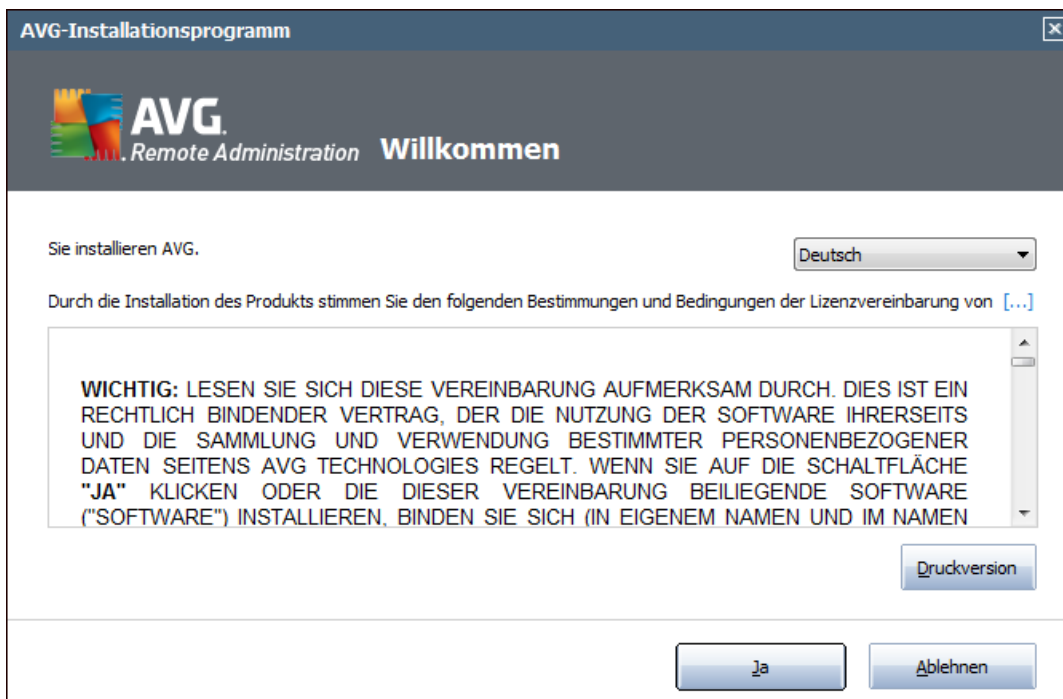 AVG-Installationsprogramm
AVG.
Remote Administration Willkommen
Sie installieren AVG.
Deutsch
Durch die Installation des Produkts stimmen Sie den folgenden Bestimmungen und Bedingungen der Lizenzvereinbarung von [...]
WICHTIG: LESEN SIE SICH DIESE VEREINBARUNG AUFMERKSAM DURCH. DIES IST EIN
RECHTLICH BINDENDER VERTRAG, DER DIE NUTZUNG DER SOFTWARE IHRERSEITS
UND DIE SAMMLUNG UND VERWENDUNG BESTIMMTER PERSONENBEZOGENER
DATEN SEITENS AVG TECHNOLOGIES REGELT. WENN SIE AUF DIE SCHALTFLÄCHE
"JA" KLICKEN ODER DIE DIESER VEREINBARUNG BEILIEGENDE SOFTWARE
("SOFTWARE") INSTALLIEREN, BINDEN SIE SICH (IN EIGENEM NAMEN UND IM NAMEN
Druckversion
Ja
Ablehnen